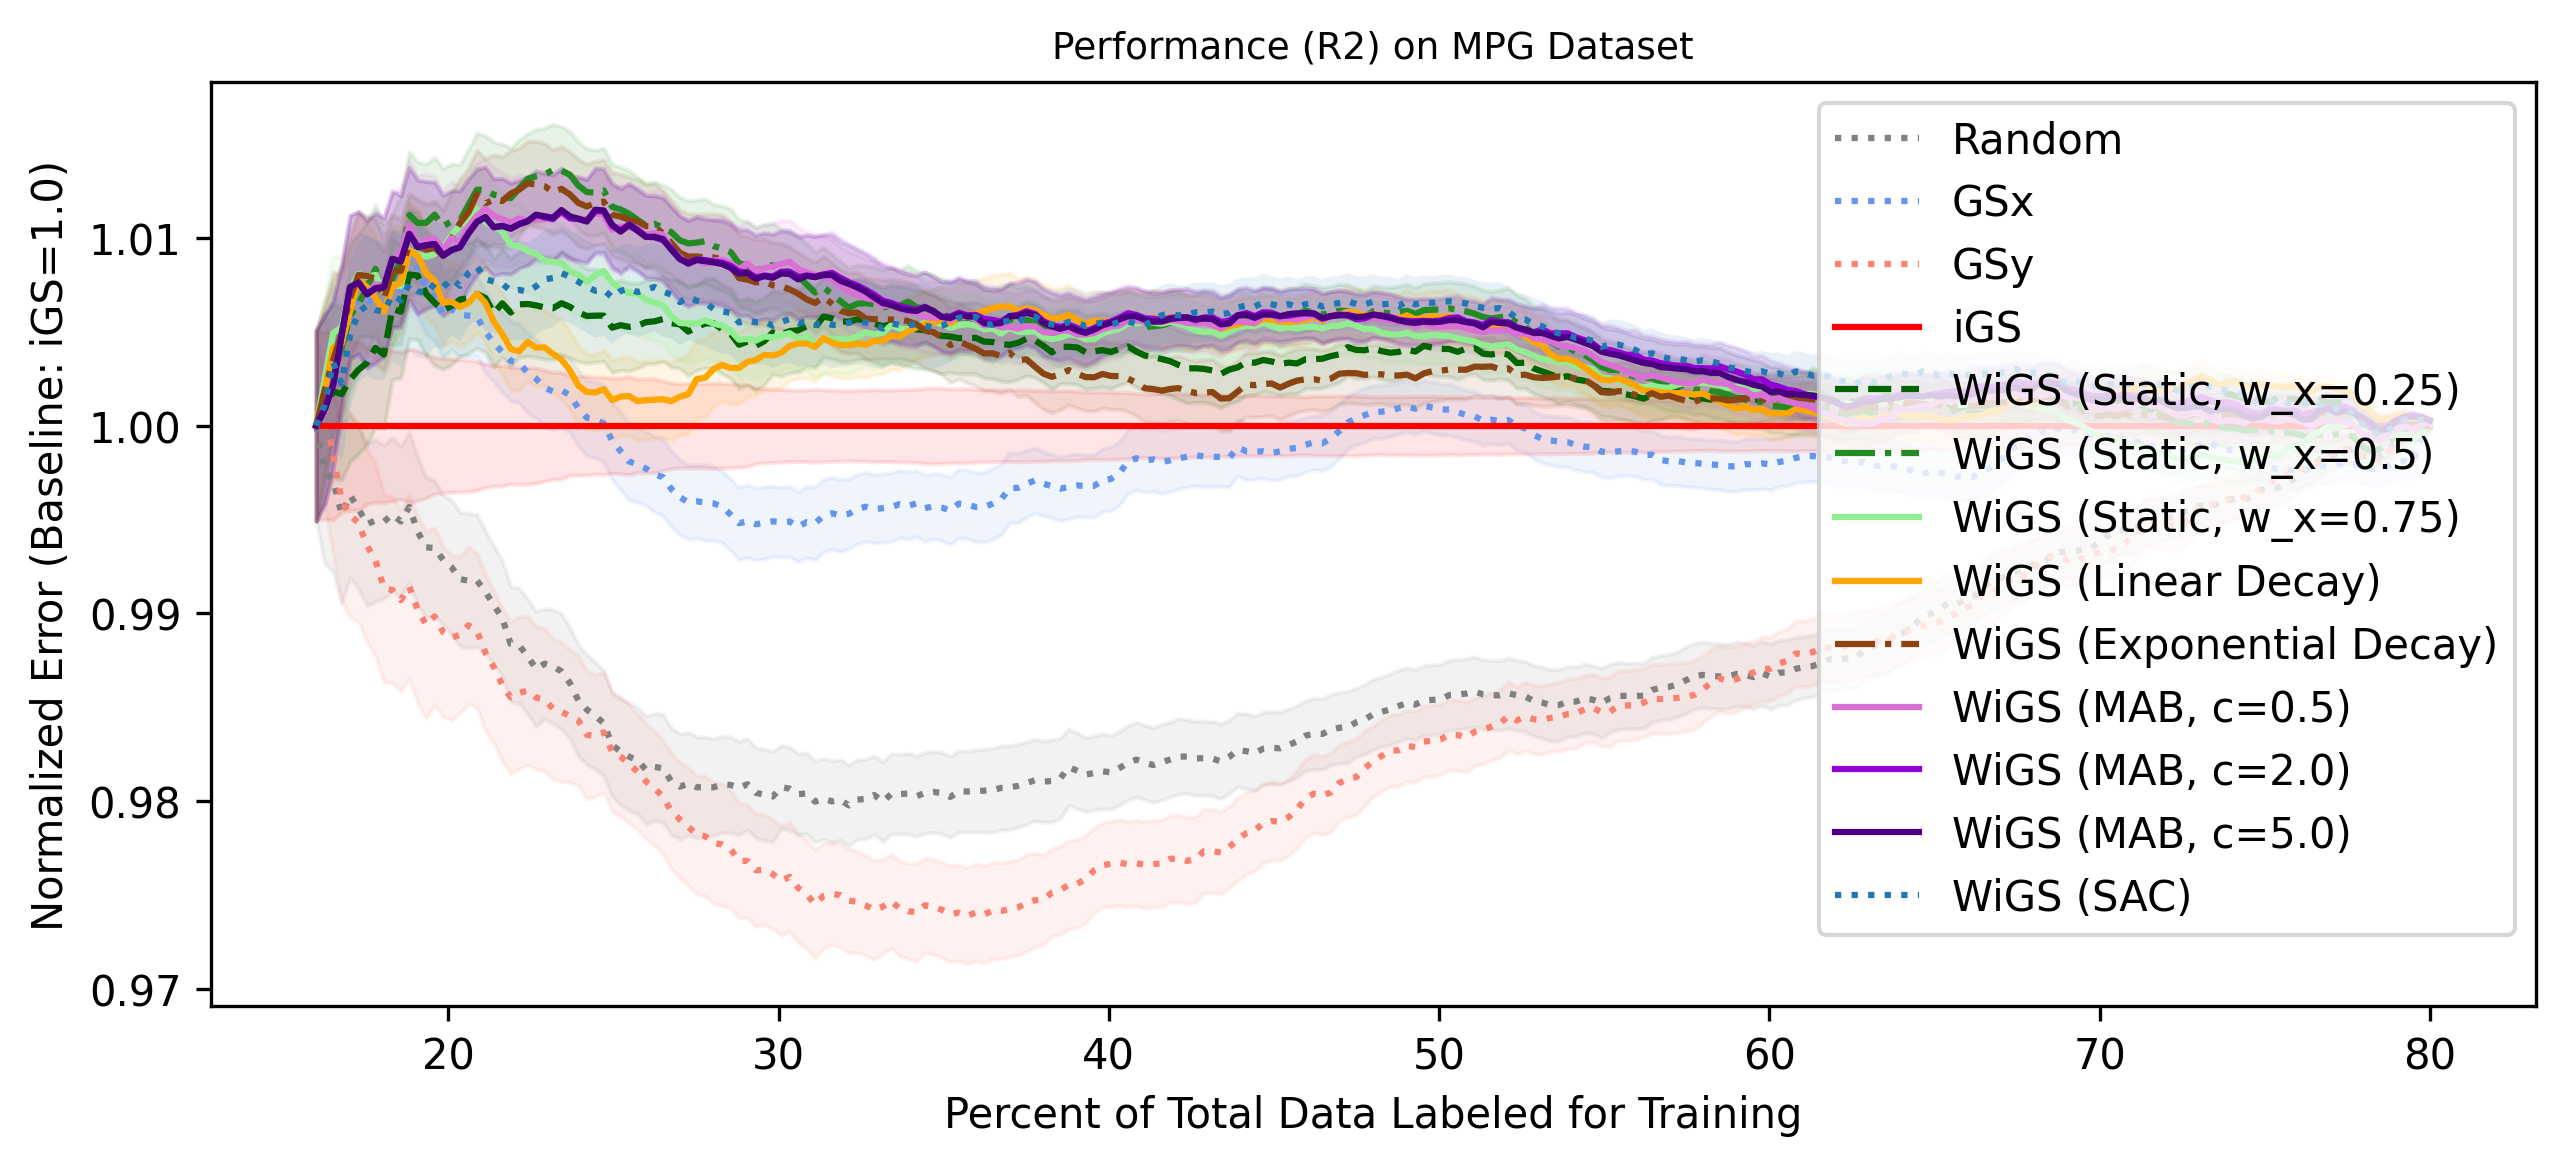 Performance (R2) on MPG Dataset
Normalized Error (Baseline: iGS=1.0)
1.01
1.00
0.99
0.98
0.97
Random
GSx
GSy
iGS
WiGS (Static, w_x=0.25)
WiGS (Static, w_x=0.5)
WiGS (Static, w_x=0.75)
WiGS (Linear Decay)
WiGS (Exponential Decay)
WiGS (MAB, c=0.5)
WiGS (MAB, c=2.0)
WiGS (MAB, c=5.0)
WiGS (SAC)
20 30 40 50 60 70 80
Percent of Total Data Labeled for Training